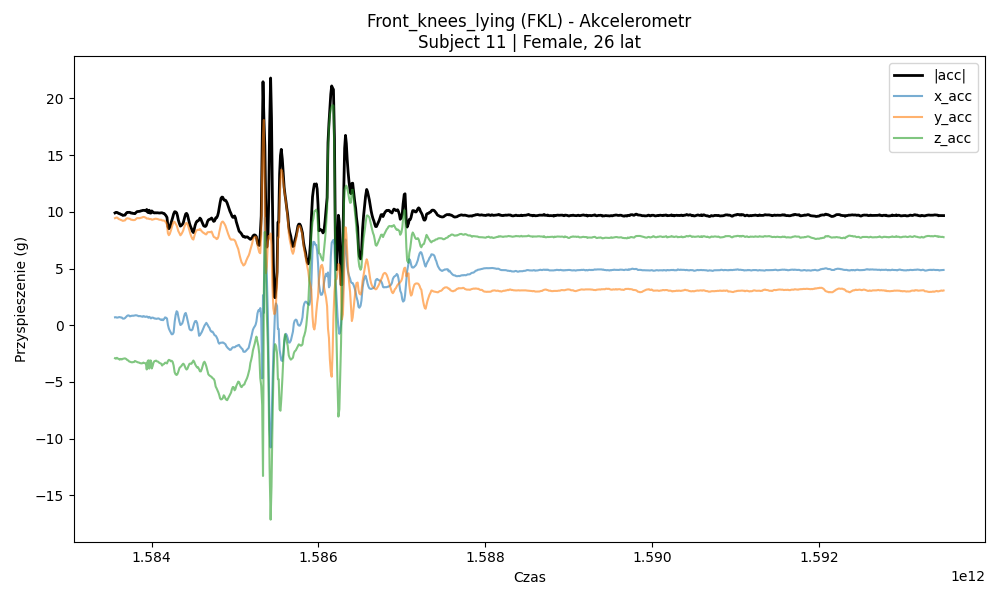 Front_knees_lying (FKL) - Akcelerometr
Subject 11 | Female, 26 lat
|acc|
x_acc
y_acc
z_acc
Przyspieszenie (g)
20
15
10
5
0
−5
−10
−15
1.584 1.586 1.588 1.590 1.592
1e12
Czas